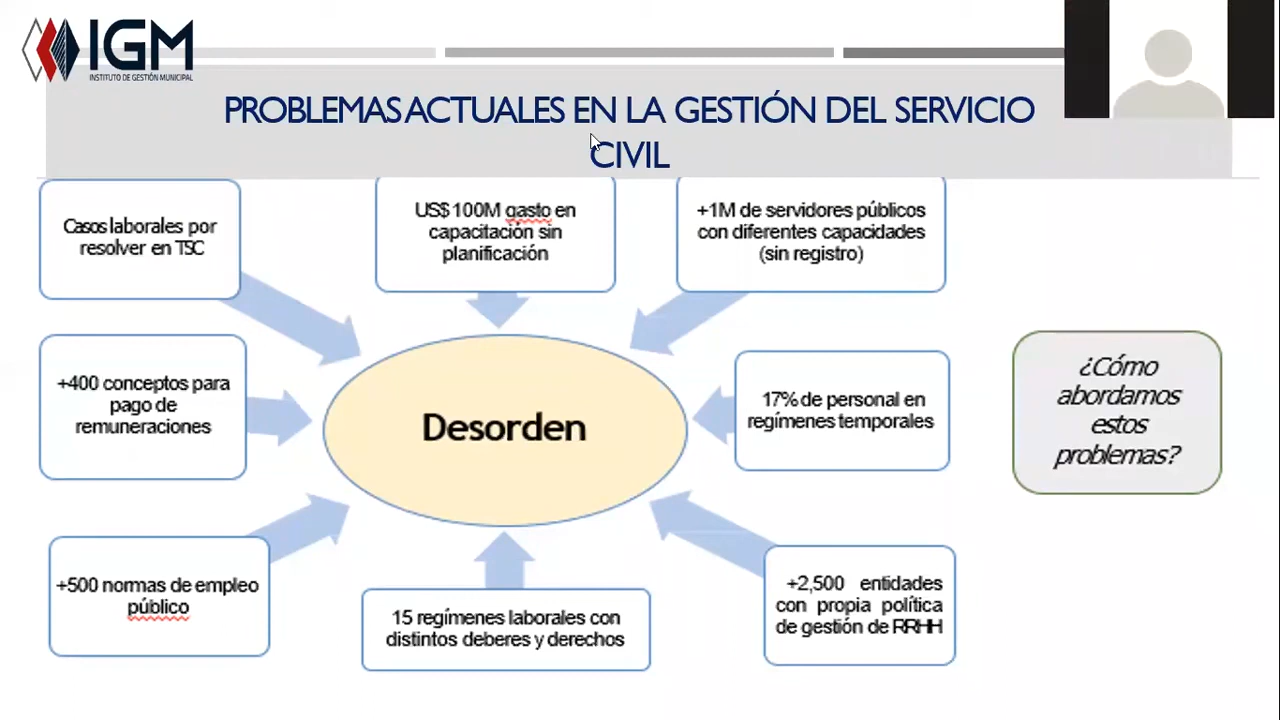 IGM
INSTITUTO DE GESTIÓN MUNICIPAL
PROBLEMAS ACTUALES EN LA GESTIÓN DEL SERVICIO
CIVIL
Casos laborales por
resolver en TSC
US$ 100M gasto en
capacitación sin
planificación
+1M de servidores públicos
con diferentes capacidades
(sin registro)
+400 conceptos para
pago de
remuneraciones
Desorden
17% de personal en
regímenes temporales
¿Cómo
abordamos
estos
problemas?
+500 normas de empleo
público
15 regímenes laborales con
distintos deberes y derechos
+2,500 entidades
con propia política
de gestión de RRHH